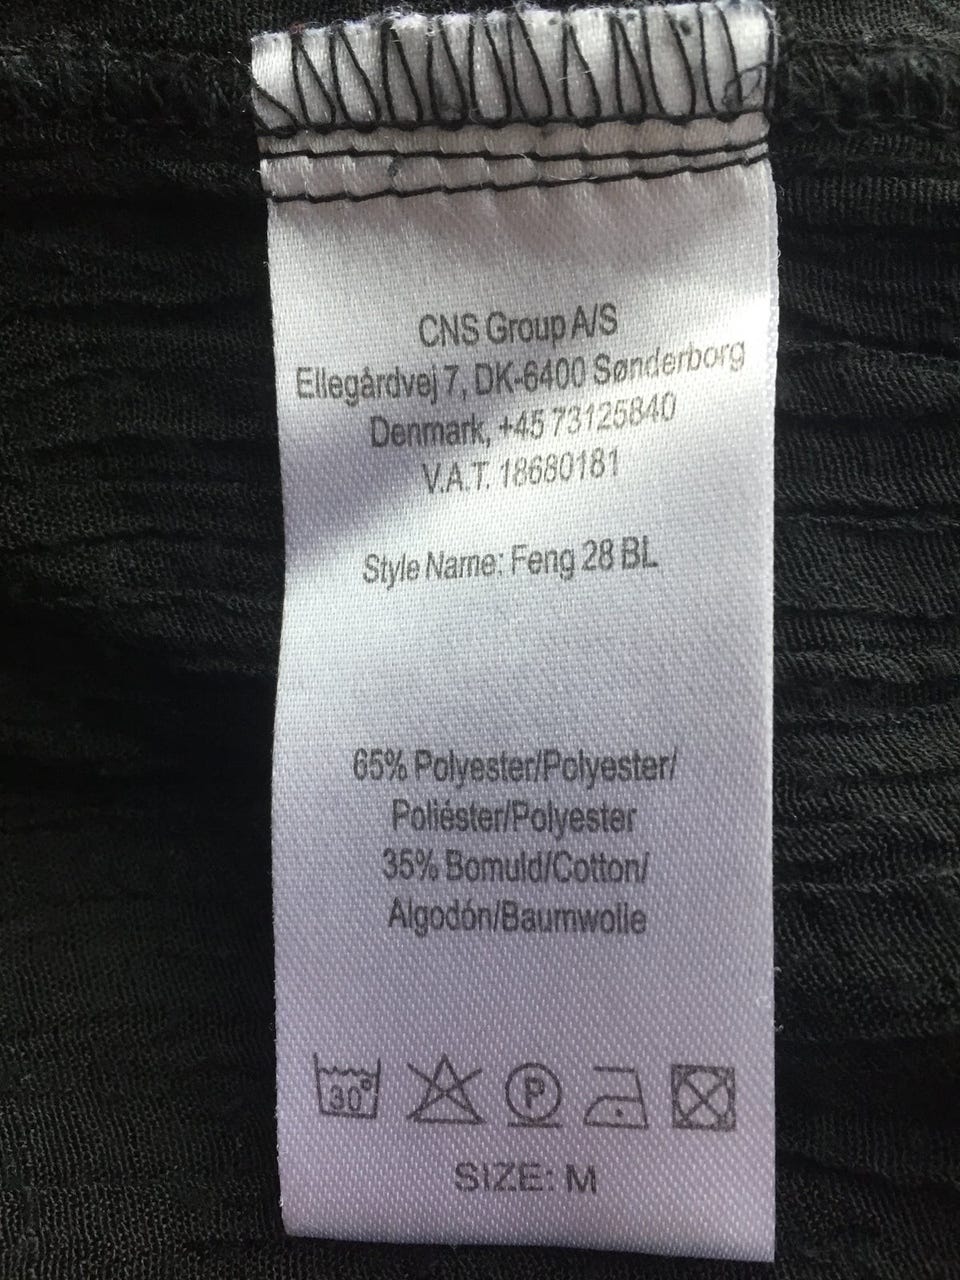 CNS Group A/S
Ellegårdvej 7, DK-6400 Sønderborg
Denmark, +45 73125840
V.A.T. 18680181
Style Name: Feng 28 BL
65% Polyester/Polyester/
Poliéster/Polyester
35% Bomuld/Cotton/
Algodón/Baumwolle
30° P
SIZE: M